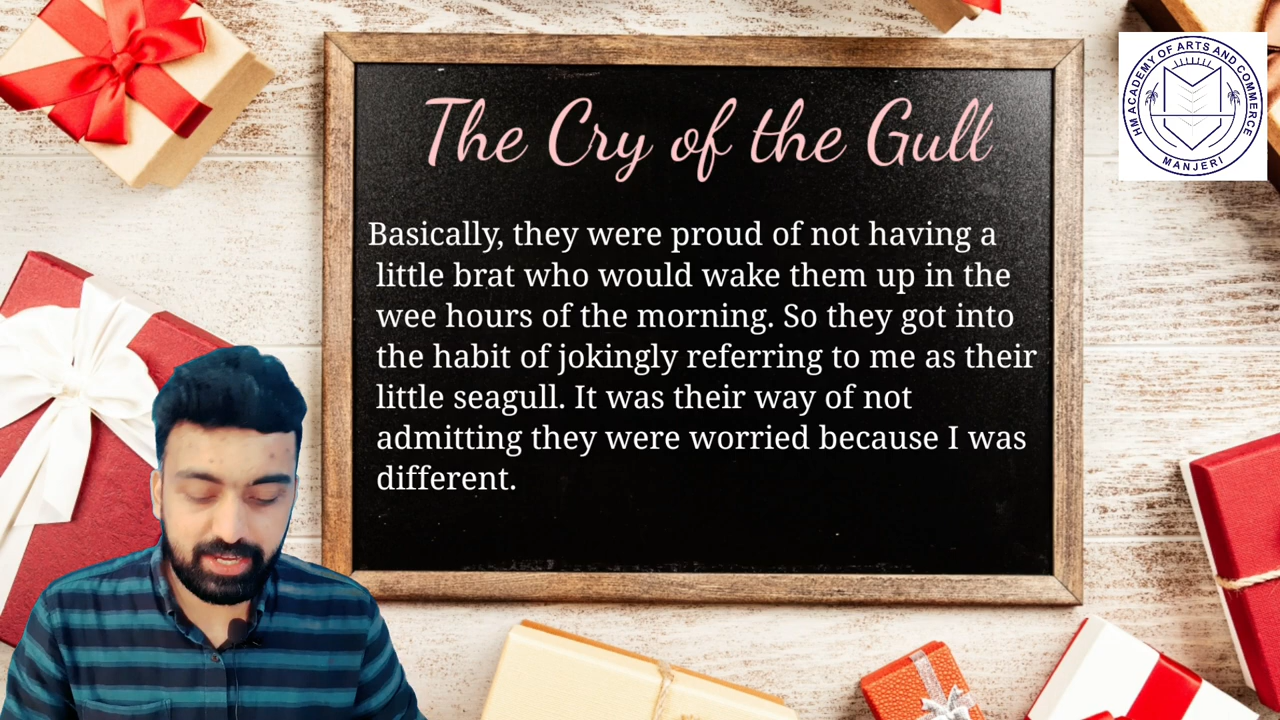 The Cry of the Gull
Basically, they were proud of not having a
little brat who would wake them up in the
wee hours of the morning. So they got into
the habit of jokingly referring to me as their
little seagull. It was their way of not
admitting they were worried because I was
different.
HM ACADEMY OF ARTS AND COMMERCE
MANJERI